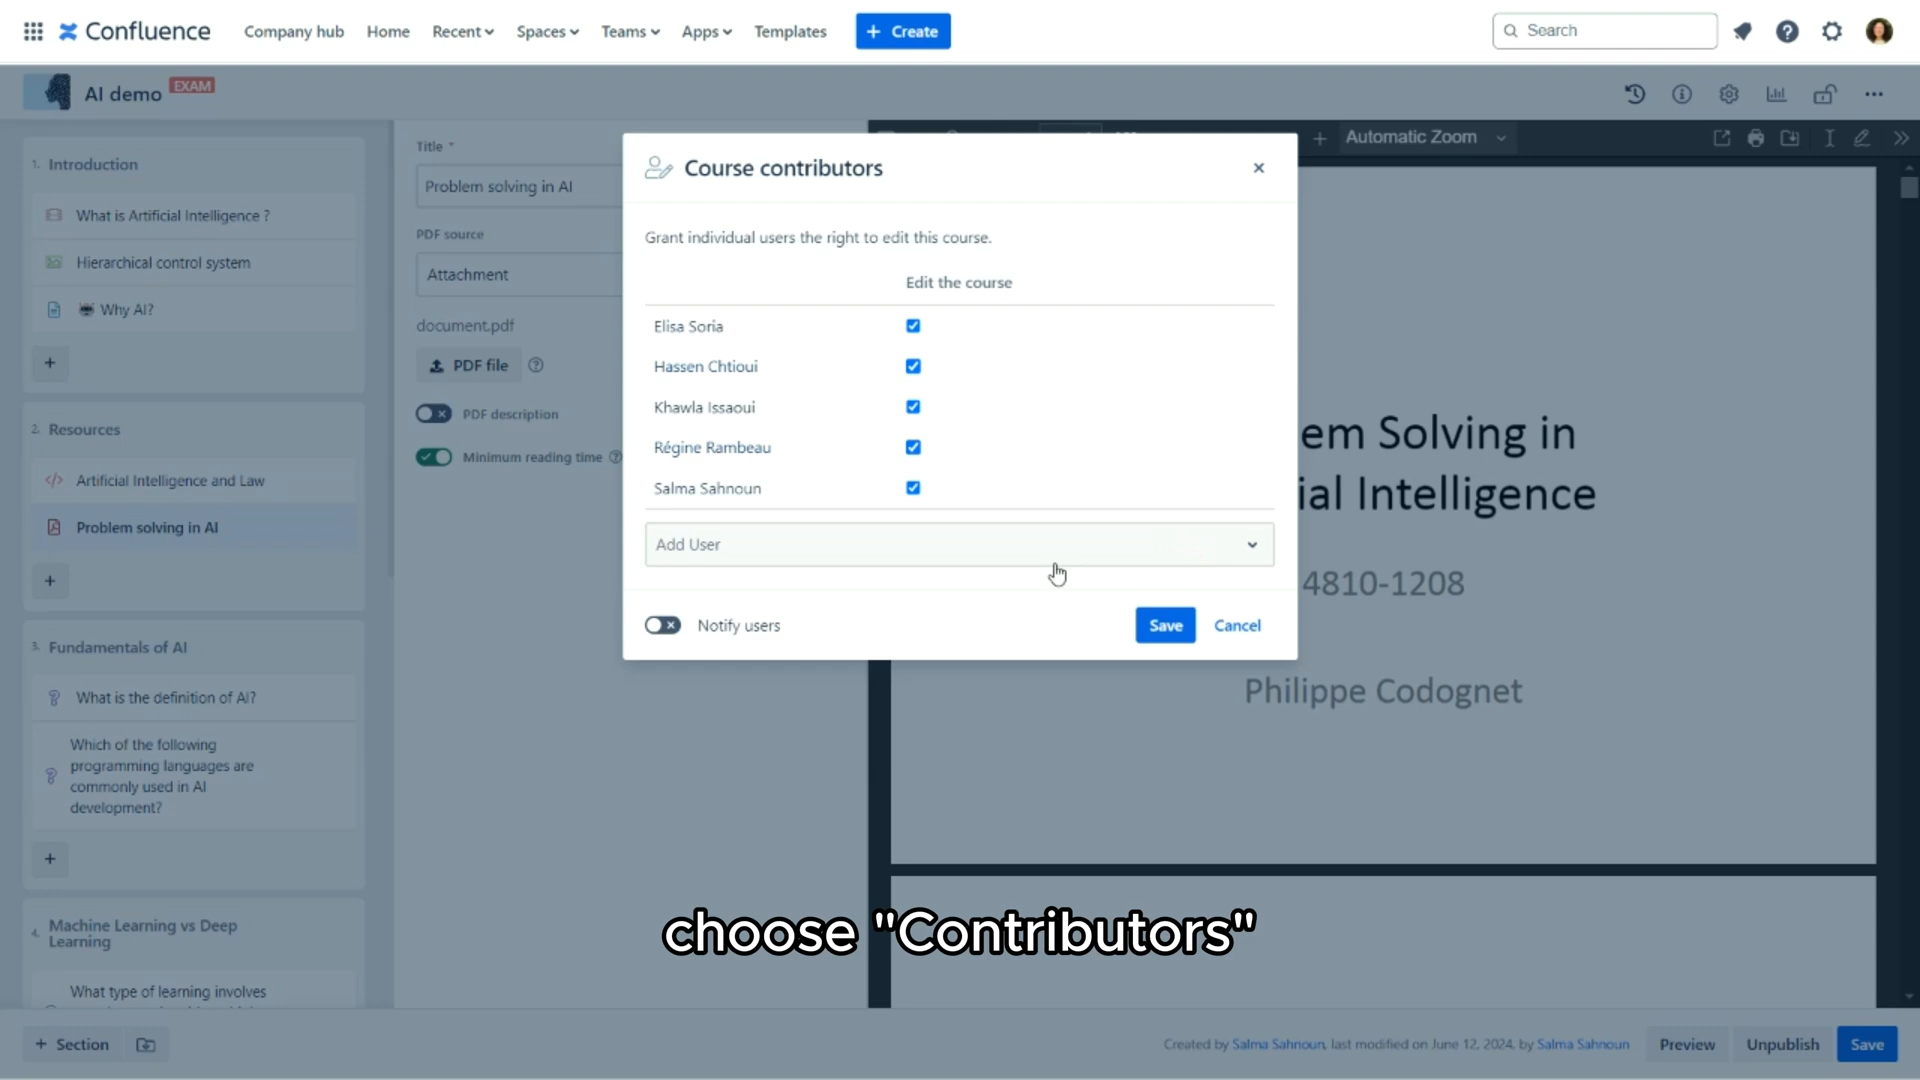 Confluence
Company hub
Home
Recent
Spaces
Teams
Apps
Templates
+ Create
Search
AI demo
EXAM
1. Introduction
What is Artificial Intelligence ?
Hierarchical control system
Why AI?
+
2. Resources
Artificial Intelligence and Law
Problem solving in AI
+
3. Fundamentals of AI
What is the definition of AI?
Which of the following
programming languages are
commonly used in AI
development?
+
4. Machine Learning vs Deep
Learning
What type of learning involves
Title *
Problem solving in AI
PDF source
Attachment
document.pdf
PDF file
PDF description
Minimum reading time
Course contributors
Grant individual users the right to edit this course.
Edit the course
Elisa Soria
Hassen Chtioui
Khawla Issaoui
Régine Rambeau
Salma Sahnoun
Add User
Notify users
Save
Cancel
Automatic Zoom
em Solving in
ial Intelligence
4810-1208
Philippe Codognet
choose "Contributors"
+ Section
Created by Salma Sahnoun, last modified on June 12, 2024, by Salma Sahnoun
Preview
Unpublish
Save